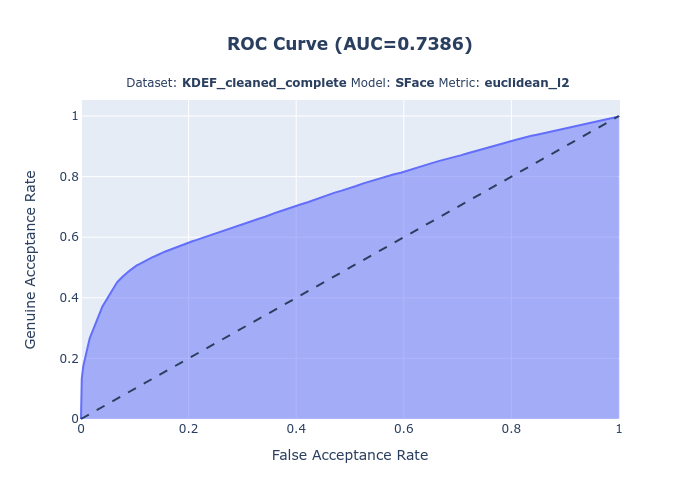 ROC Curve (AUC=0.7386)
Dataset: KDEF_cleaned_complete Model: SFace Metric: euclidean_l2
Genuine Acceptance Rate
1
0.8
0.6
0.4
0.2
0
0 0.2 0.4 0.6 0.8 1
False Acceptance Rate